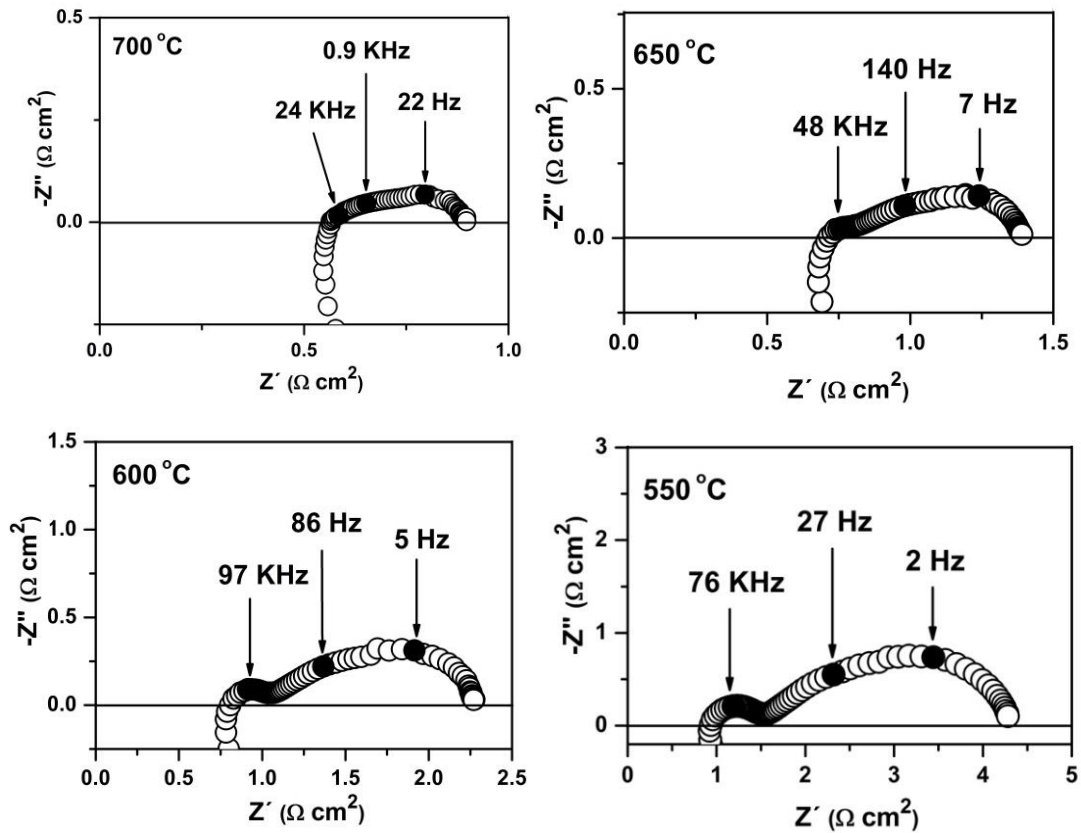 700 °C
0.9 KHz
24 KHz
22 Hz
0.5
0.0
-Z" (Ω cm²)
0.0
0.5
1.0
Z´ (Ω cm²)
650 °C
140 Hz
48 KHz
7 Hz
0.5
0.0
-Z" (Ω cm²)
0.0
0.5
1.0
1.5
Z´ (Ω cm²)
600 °C
86 Hz
97 KHz
5 Hz
1.5
1.0
0.5
0.0
-Z" (Ω cm²)
0.0
0.5
1.0
1.5
2.0
2.5
Z´ (Ω cm²)
550 °C
27 Hz
76 KHz
2 Hz
3
2
1
0
-Z" (Ω cm²)
0
1
2
3
4
5
Z´ (Ω cm²)